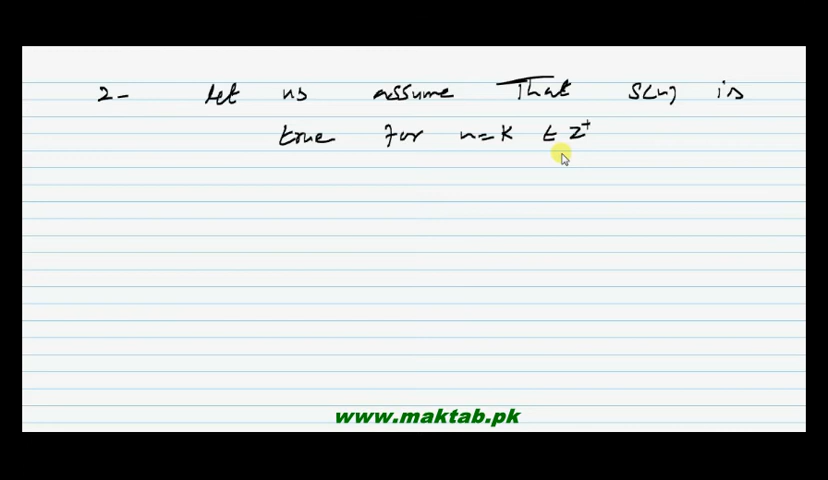 2- let us assume That S(n) is
true for n=K ∈ Z⁺
www.maktab.pk